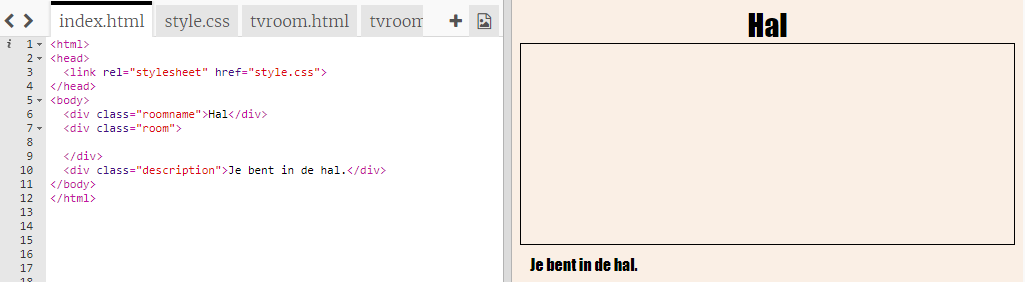 index.html style.css tvroom.html tvroom
1 <html>
2 <head>
3 <link rel="stylesheet" href="style.css">
4 </head>
5 <body>
6 <div class="roomname">Hal</div>
7 <div class="room">
8
9 </div>
10 <div class="description">Je bent in de hal.</div>
11 </body>
12 </html>
13
14
15
16
17
18
Hal
Je bent in de hal.